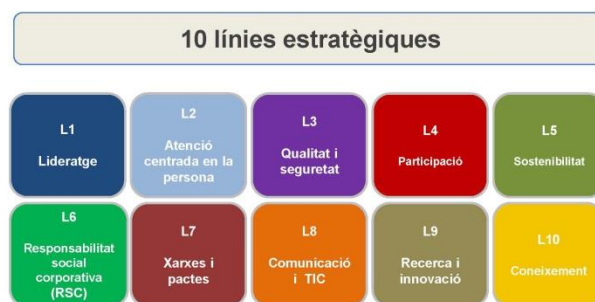 10 línies estratègiques
L1
Lideratge
L2
Atenció
centrada en la
persona
L3
Qualitat i
seguretat
L4
Participació
L5
Sostenibilitat
L6
Responsabilitat
social
corporativa
(RSC)
L7
Xarxes i
pactes
L8
Comunicació
i TIC
L9
Recerca i
innovació
L10
Coneixement